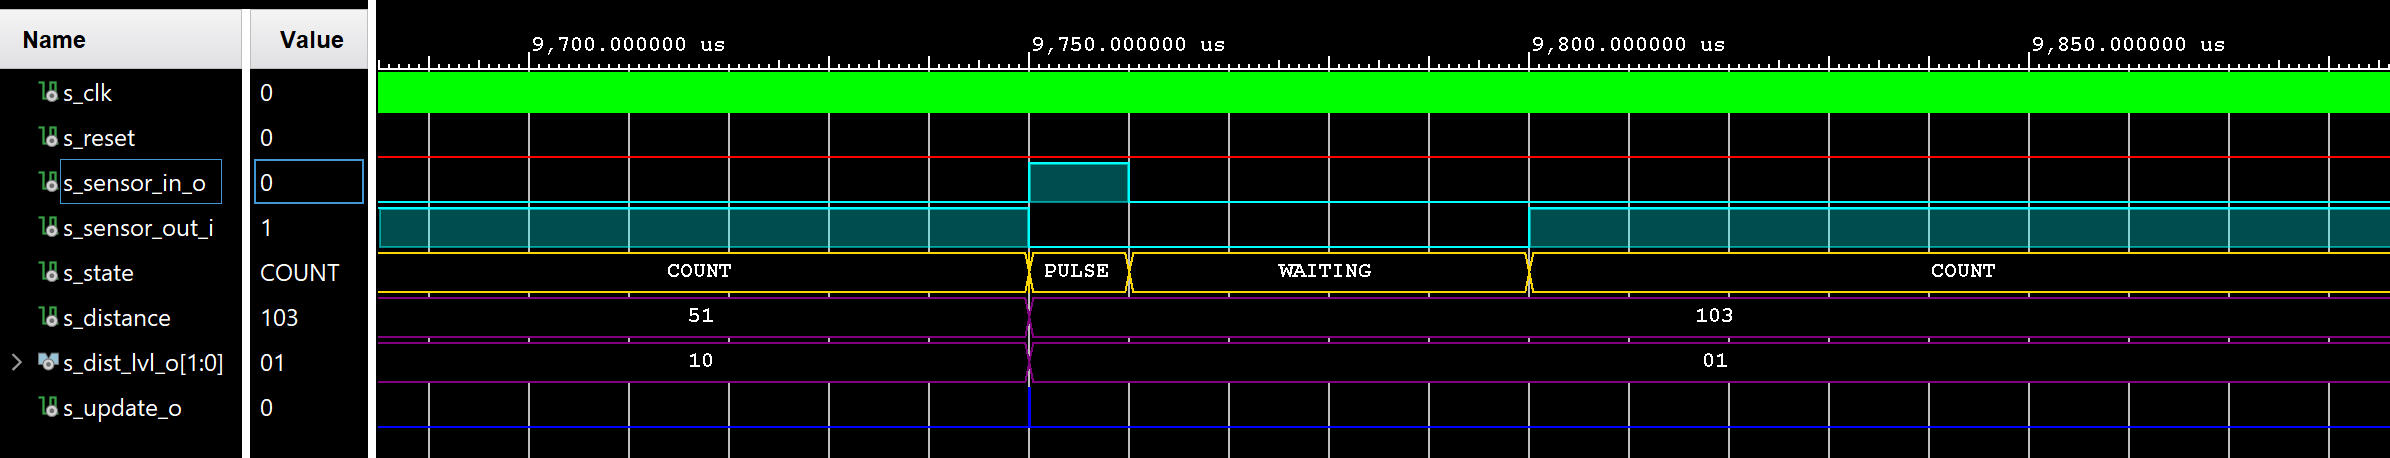 Name Value
9,700.000000 us 9,750.000000 us 9,800.000000 us 9,850.000000 us
s_clk 0
s_reset 0
s_sensor_in_o 0
s_sensor_out_i 1
s_state COUNT COUNT PULSE WAITING COUNT
s_distance 103 51 103
s_dist_lvl_o[1:0] 01 10 01
s_update_o 0